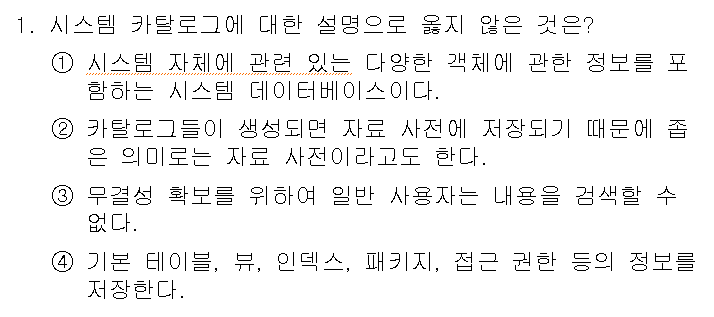 1. 시스템 카탈로그에 대한 설명으로 옳지 않은 것은?
① 시스템 자체에 관련 있는 다양한 객체에 관한 정보를 포
함하는 시스템 데이터베이스이다.
② 카탈로그들이 생성되면 자료 사전에 저장되기 때문에 좁
은 의미로는 자료 사전이라고도 한다.
③ 무결성 확보를 위하여 일반 사용자는 내용을 검색할 수
없다.
④ 기본 테이블, 뷰, 인덱스, 패키지, 접근 권한 등의 정보를
저장한다.